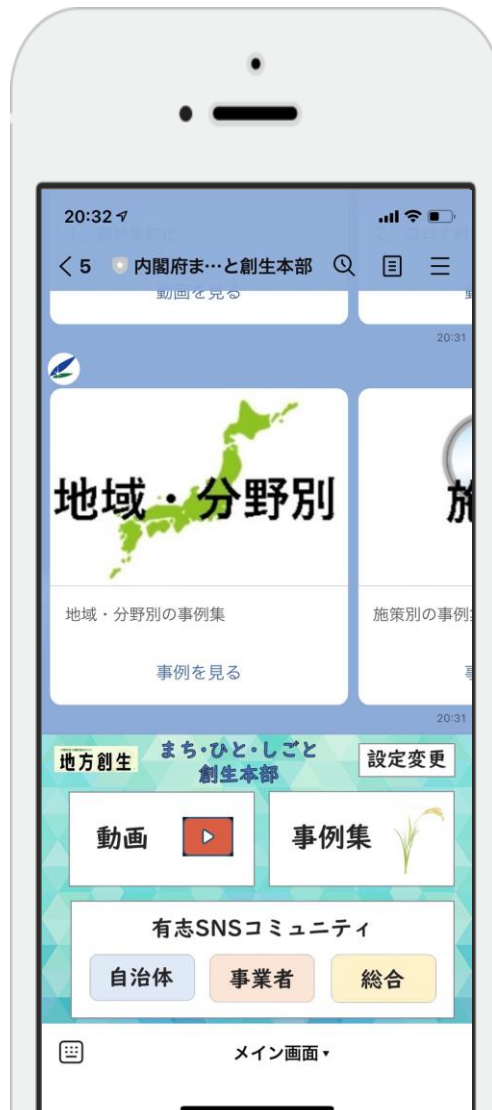 20:32
5 内閣府ま…と創生本部
動画を見る
20:31
地域・分野別
施
地域・分野別の事例集
施策別の事例
事例を見る
20:31
地方創生
まち・ひと・しごと
創生本部
設定変更
動画
事例集
有志SNSコミュニティ
自治体
事業者
総合
メイン画面▾